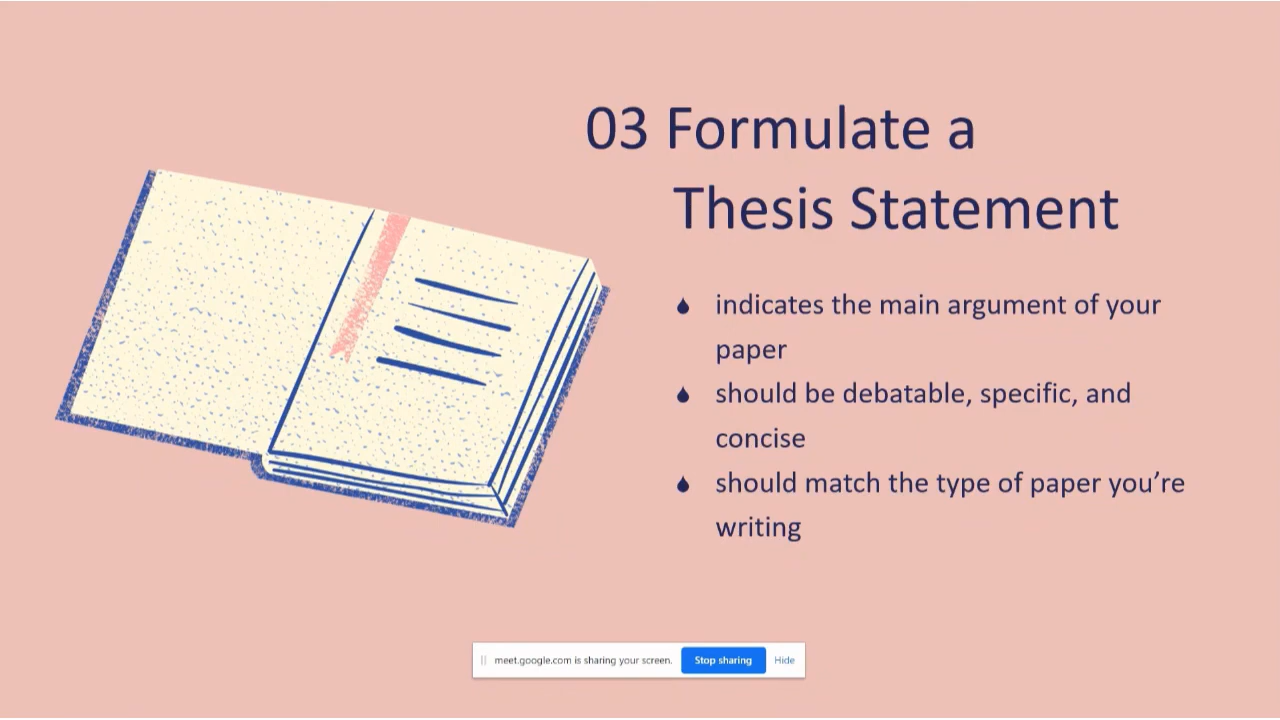 03 Formulate a
Thesis Statement
indicates the main argument of your
paper
should be debatable, specific, and
concise
should match the type of paper you’re
writing
meet.google.com is sharing your screen. Stop sharing Hide